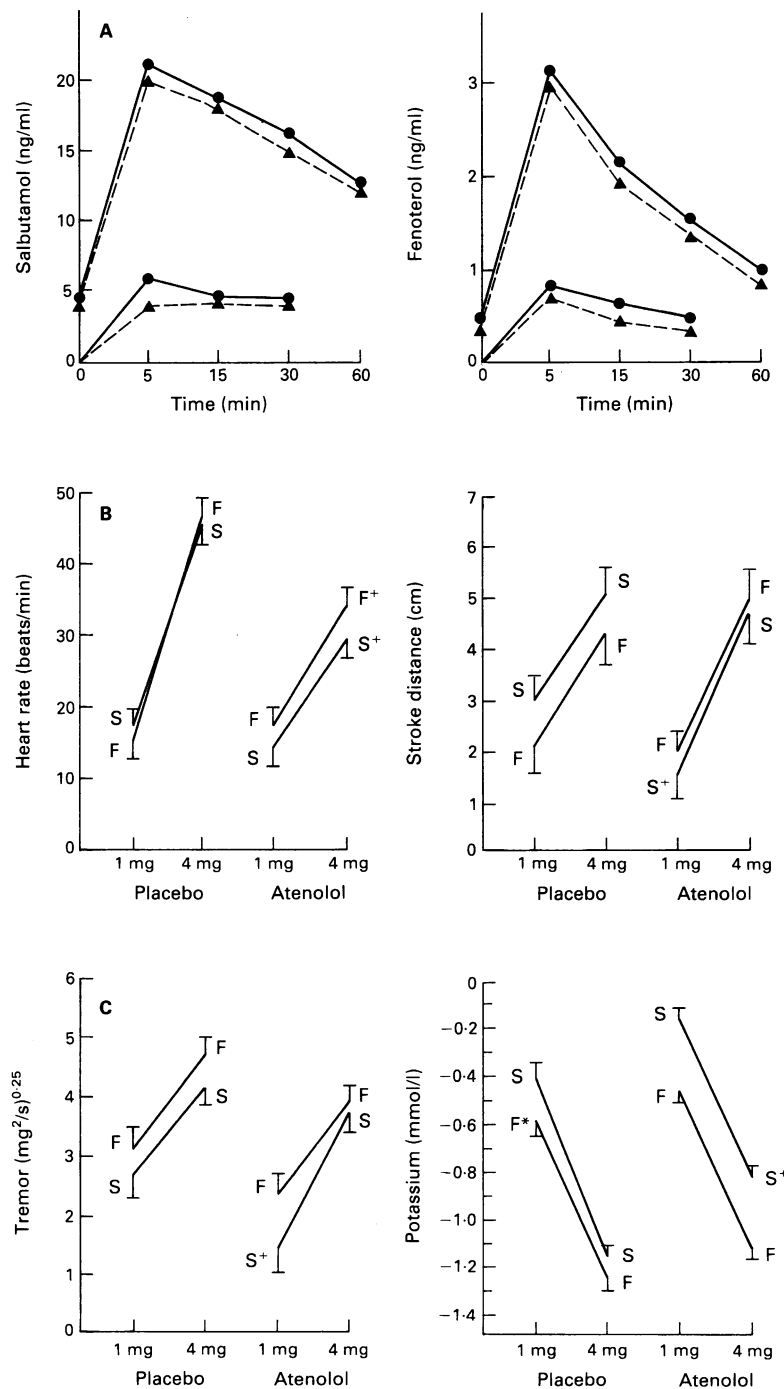 A
Salbutamol (ng/ml)
20
15
10
5
0
0 5 15 30 60
Time (min)
Fenoterol (ng/ml)
3
2
1
0
0 5 15 30 60
Time (min)
B
Heart rate (beats/min)
50
40
30
20
10
0
F
S
S
F
F+
S+
F
S
1 mg 4 mg 1 mg 4 mg
Placebo Atenolol
Stroke distance (cm)
7
6
5
4
3
2
1
0
S
F
S
F
F
S
F
S+
1 mg 4 mg 1 mg 4 mg
Placebo Atenolol
C
Tremor (mg²/s)⁰·²⁵
6
5
4
3
2
1
0
F
S
F
S
F
S
F
S+
1 mg 4 mg 1 mg 4 mg
Placebo Atenolol
Potassium (mmol/l)
0
−0·2
−0·4
−0·6
−0·8
−1·0
−1·2
−1·4
S
F*
S
F
S
F
S+
F
1 mg 4 mg 1 mg 4 mg
Placebo Atenolol